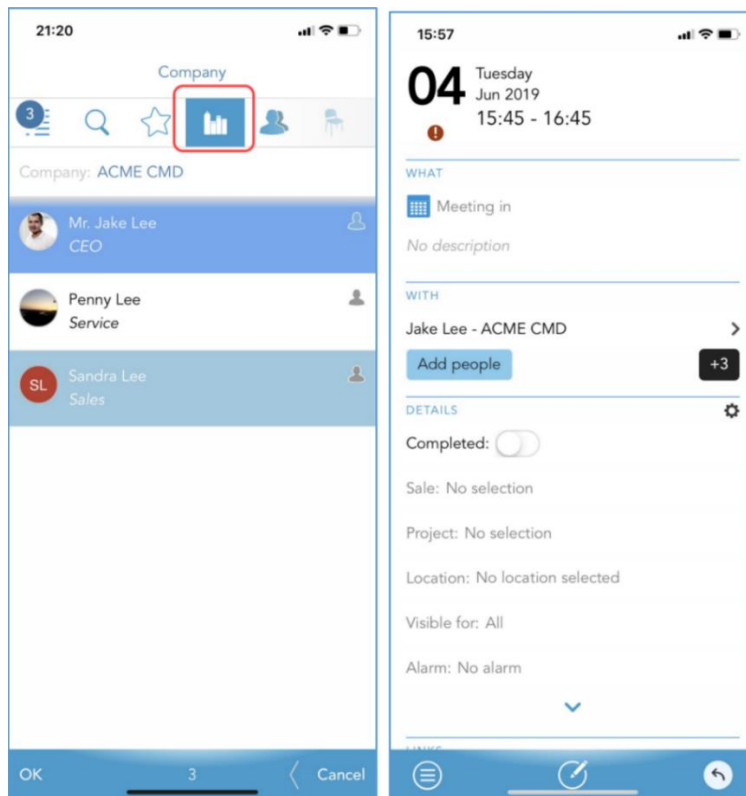 21:20
Company
3
Company: ACME CMD
Mr. Jake Lee
CEO
Penny Lee
Service
SL
Sandra Lee
Sales
OK
3
Cancel
15:57
04
Tuesday
Jun 2019
15:45 - 16:45
WHAT
Meeting in
No description
WITH
Jake Lee - ACME CMD
Add people
+3
DETAILS
Completed:
Sale: No selection
Project: No selection
Location: No location selected
Visible for: All
Alarm: No alarm
LINKS